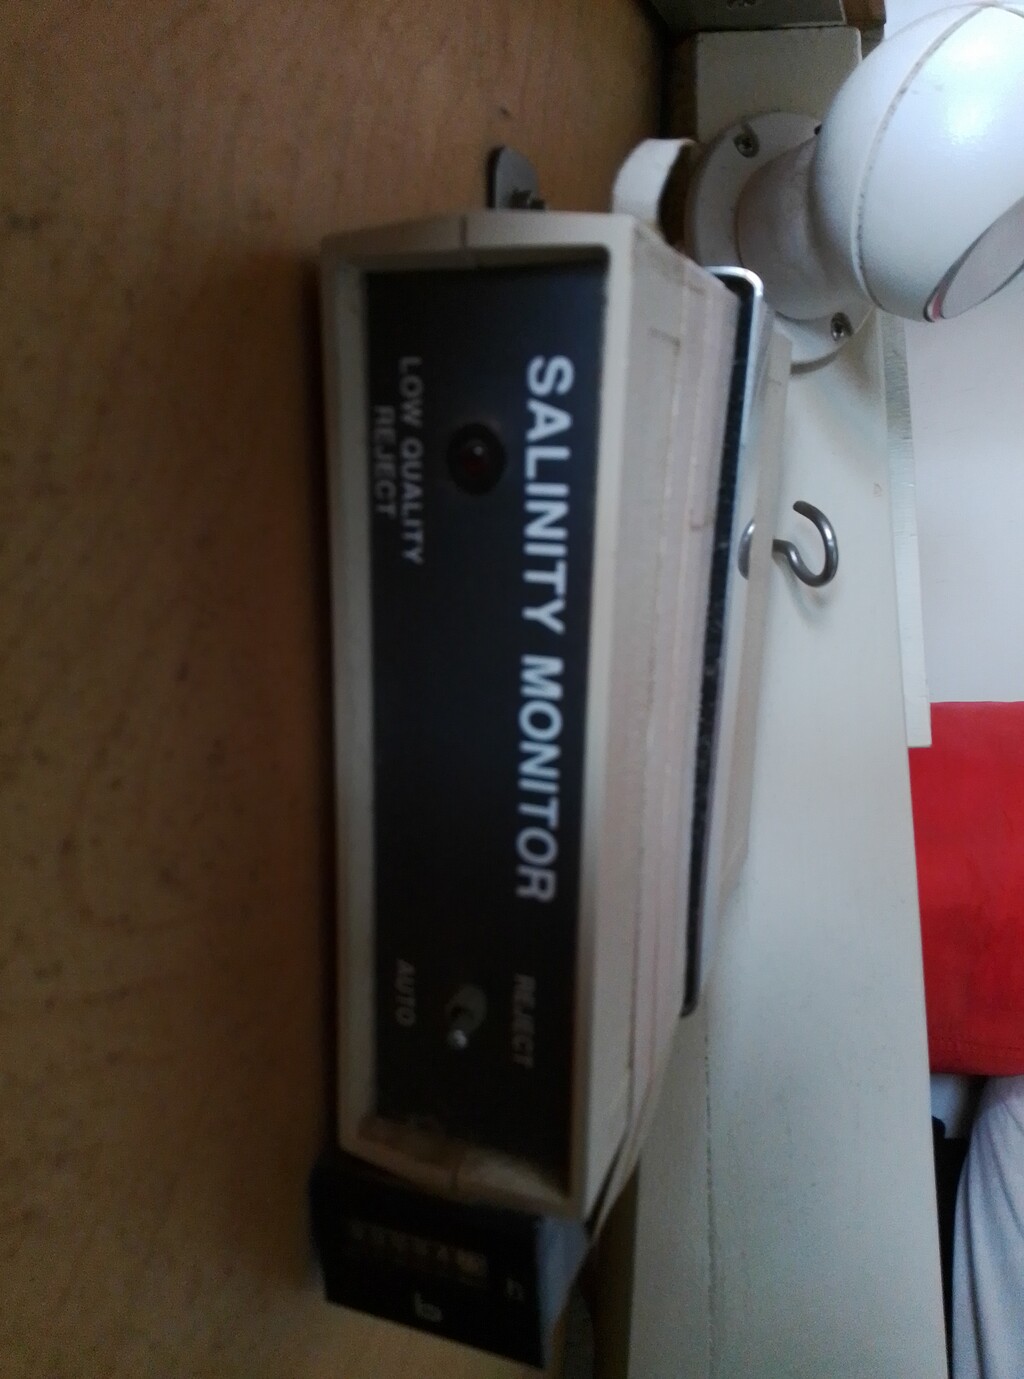 SALINITY MONITOR
REJECT
LOW QUALITY
REJECT
AUTO